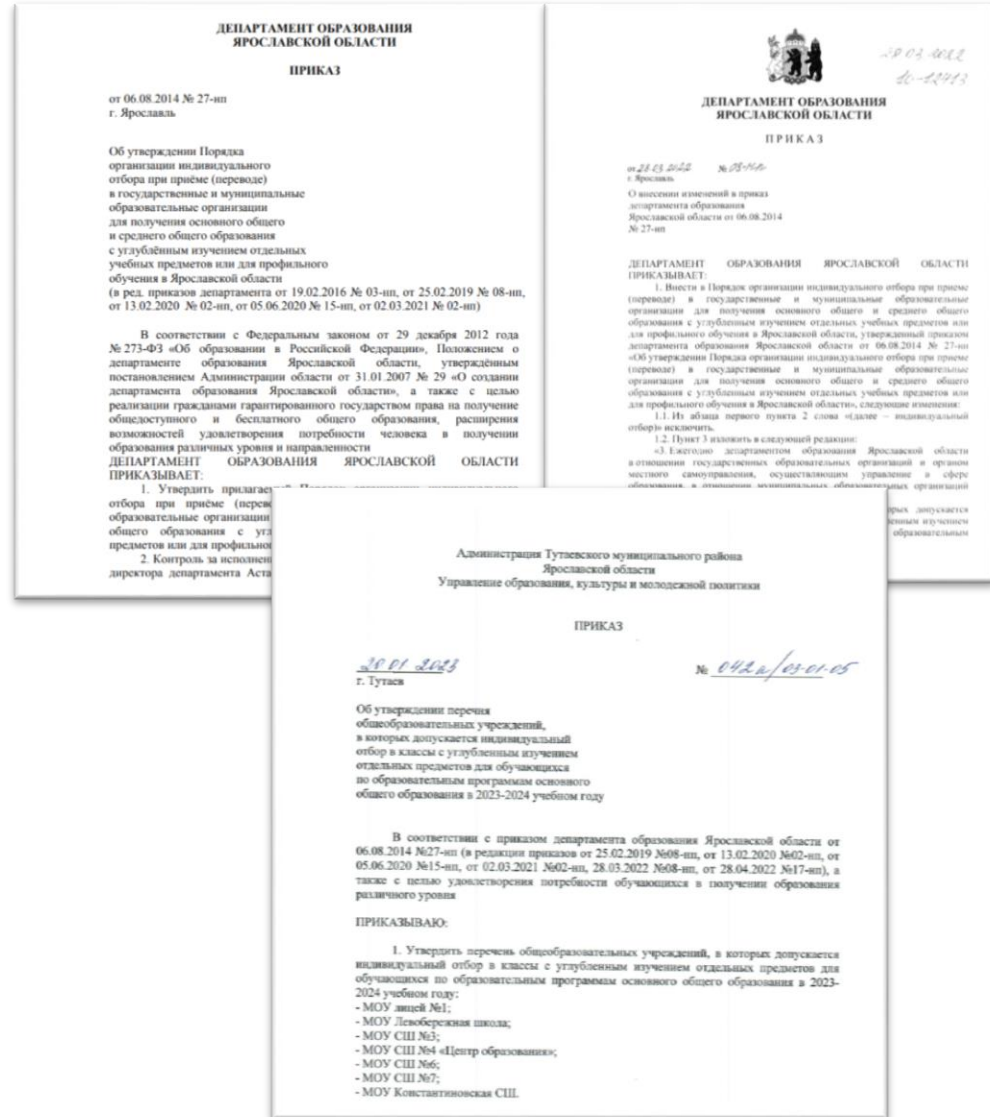 ДЕПАРТАМЕНТ ОБРАЗОВАНИЯ
ЯРОСЛАВСКОЙ ОБЛАСТИ
ПРИКАЗ
от 06.08.2014 № 27-нп
г. Ярославль
Об утверждении Порядка
организации индивидуального
отбора при приёме (переводе)
в государственные и муниципальные
образовательные организации
для получения основного общего
и среднего общего образования
с углублённым изучением отдельных
учебных предметов или для профильного
обучения в Ярославской области
(в ред. приказов департамента от 19.02.2016 № 03-нп, от 25.02.2019 № 08-нп,
от 13.02.2020 № 02-нп, от 05.06.2020 № 15-нп, от 02.03.2021 № 02-нп)
В соответствии с Федеральным законом от 29 декабря 2012 года
№ 273-ФЗ «Об образовании в Российской Федерации», Положением о
департаменте образования Ярославской области, утверждённым
постановлением Администрации области от 31.01.2007 № 29 «О создании
департамента образования Ярославской области», а также с целью
реализации гражданами гарантированного государством права на получение
общедоступного и бесплатного общего образования, расширения
возможностей удовлетворения потребности человека в получении
образования различных уровня и направленности
ДЕПАРТАМЕНТ ОБРАЗОВАНИЯ ЯРОСЛАВСКОЙ ОБЛАСТИ
ПРИКАЗЫВАЕТ:
1. Утвердить
отбора при приёме
образовательные организации
общего образования с
предметов или для
2. Контроль за
директора департамента
28.03.2022
ДЕПАРТАМЕНТ ОБРАЗОВАНИЯ
ЯРОСЛАВСКОЙ ОБЛАСТИ
ПРИКАЗ
от 28.03.2022 № 08-нп
г. Ярославль
О внесении изменений в приказ
департамента образования
Ярославской области от 06.08.2014
№ 27-нп
ДЕПАРТАМЕНТ ОБРАЗОВАНИЯ ЯРОСЛАВСКОЙ ОБЛАСТИ
ПРИКАЗЫВАЕТ:
1. Внести в Порядок организации индивидуального отбора при приеме
(переводе) в государственные и муниципальные образовательные
организации для получения основного общего и среднего общего
образования с углубленным изучением отдельных учебных предметов или
для профильного обучения в Ярославской области, утвержденный приказом
департамента образования Ярославской области от 06.08.2014 № 27-нп
«Об утверждении Порядка организации индивидуального отбора при приеме
(переводе) в государственные и муниципальные образовательные
организации для получения основного общего и среднего общего
образования с углубленным изучением отдельных учебных предметов или
для профильного обучения в Ярославской области», следующие изменения:
1.1. Из абзаца первого пункта 2 слова «(далее – индивидуальный
отбор)» исключить.
1.2. Пункт 3 изложить в следующей редакции:
«3. Ежегодно департаментом образования Ярославской области
в отношении государственных образовательных организаций и органом
местного самоуправления, осуществляющим управление в сфере
образования, в отношении муниципальных образовательных организаций
допускается
изучением
образовательным
Администрация Тутаевского муниципального района
Ярославской области
Управление образования, культуры и молодежной политики
ПРИКАЗ
20 01 2023 № 042а/03-01-05
г. Тутаев
Об утверждении перечня
общеобразовательных учреждений,
в которых допускается индивидуальный
отбор в классы с углубленным изучением
отдельных предметов для обучающихся
по образовательным программам основного
общего образования в 2023-2024 учебном году
В соответствии с приказом департамента образования Ярославской области от
06.08.2014 №27-нп (в редакции приказов от 25.02.2019 №08-нп, от 13.02.2020 №02-нп, от
05.06.2020 №15-нп, от 02.03.2021 №02-нп, 28.03.2022 №08-нп, от 28.04.2022 №17-нп), а
также с целью удовлетворения потребности обучающихся в получении образования
различного уровня
ПРИКАЗЫВАЮ:
1. Утвердить перечень общеобразовательных учреждений, в которых допускается
индивидуальный отбор в классы с углубленным изучением отдельных предметов для
обучающихся по образовательным программам основного общего образования в 2023-
2024 учебном году:
- МОУ лицей №1;
- МОУ Левобережная школа;
- МОУ СШ №3;
- МОУ СШ №4 «Центр образования»;
- МОУ СШ №6;
- МОУ СШ №7;
- МОУ Константиновская СШ.